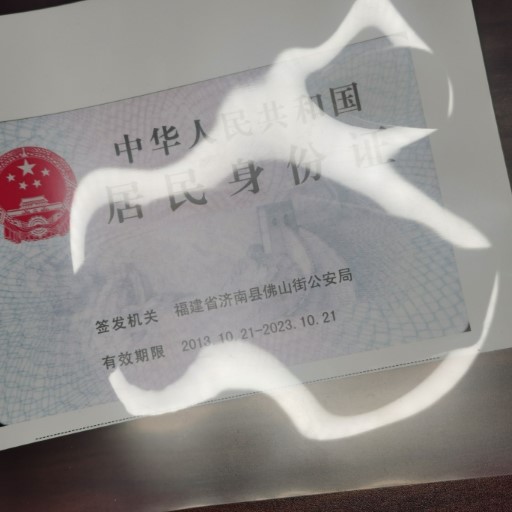 中华人民共和国
居民身份证
签发机关 福建省济南县佛山街公安局
有效期限 2013.10.21-2023.10.21